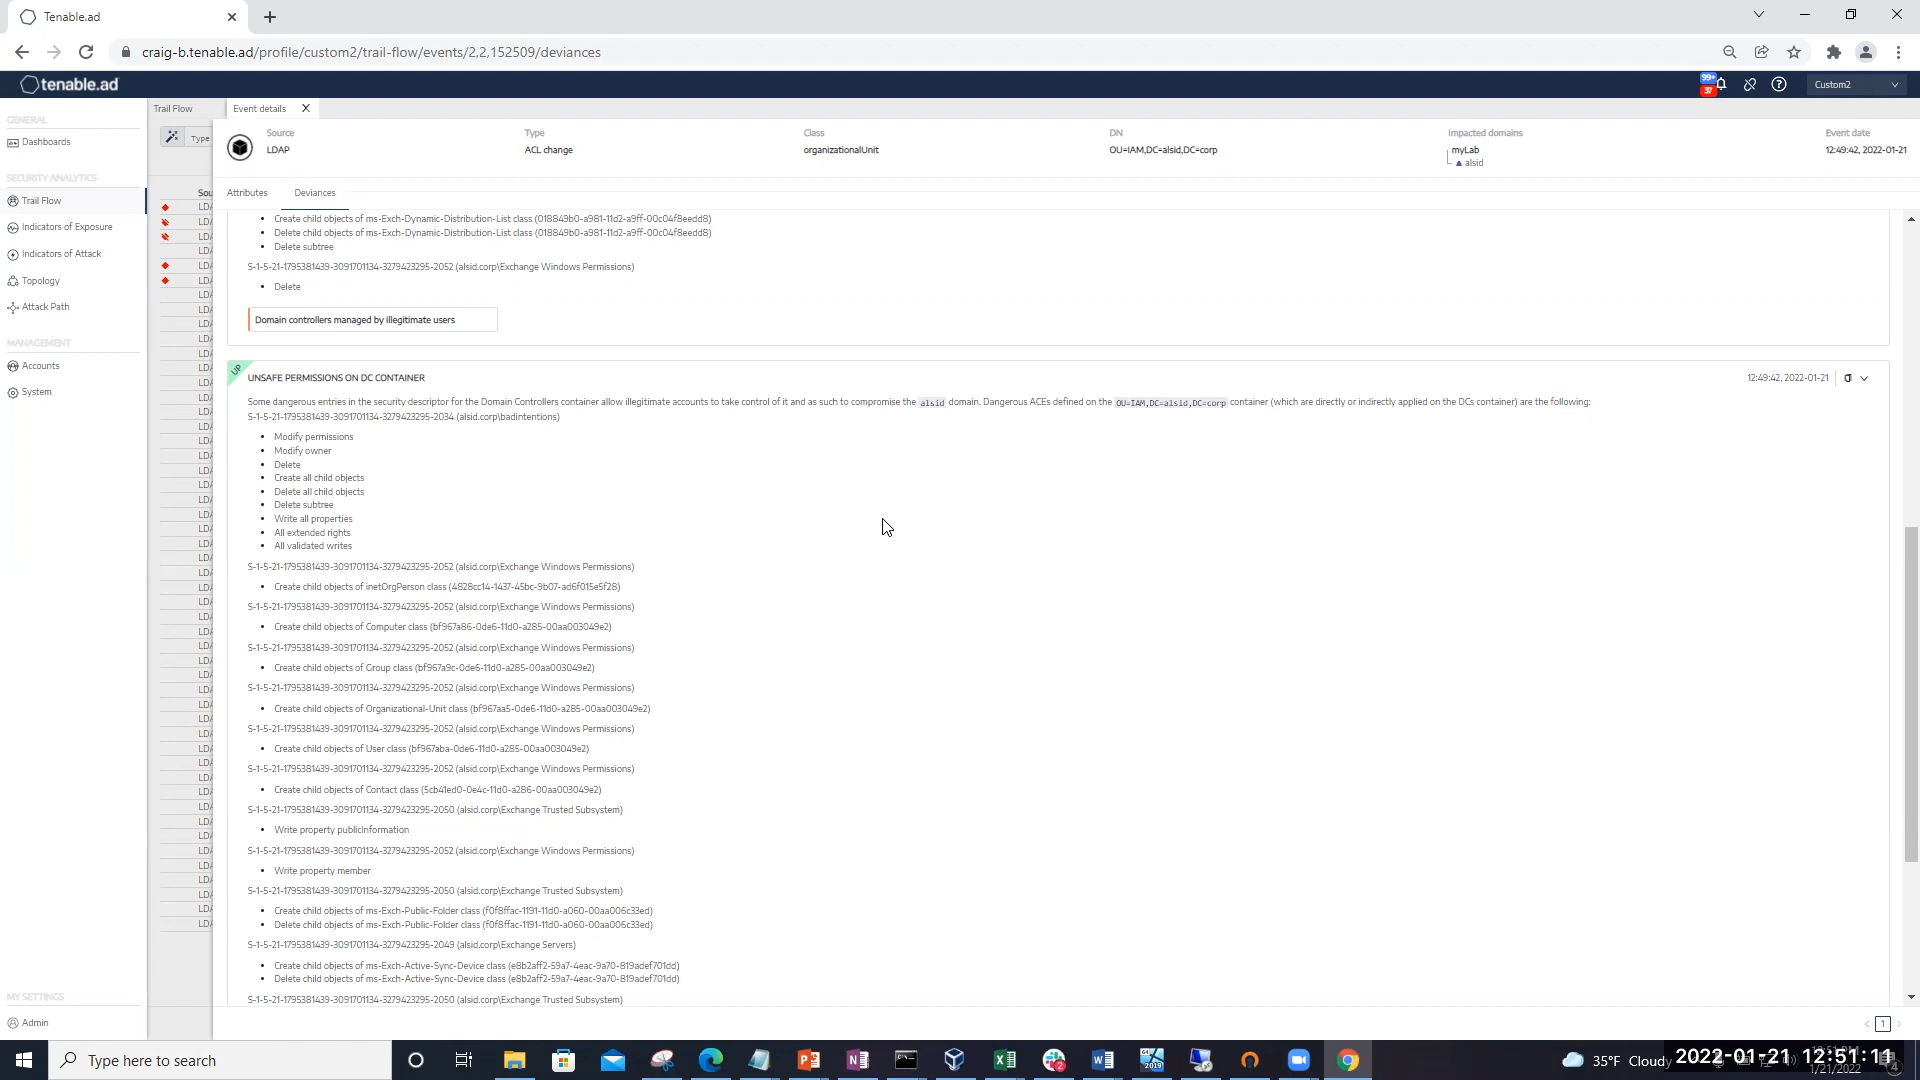 Tenable.ad
craig-b.tenable.ad/profile/custom2/trail-flow/events/2,2,152509/deviances
tenable.ad
99+
37
Custom2
GENERAL
Dashboards
SECURITY ANALYTICS
Trail Flow
Indicators of Exposure
Indicators of Attack
Topology
Attack Path
MANAGEMENT
Accounts
System
MY SETTINGS
Admin
Trail Flow
Event details
Type
Source
LDAP
Type
ACL change
Class
organizationalUnit
DN
OU=IAM,DC=alsid,DC=corp
Impacted domains
myLab
alsid
Event date
12:49:42, 2022-01-21
Attributes
Deviances
Create child objects of ms-Exch-Dynamic-Distribution-List class (018849b0-a981-11d2-a9ff-00c04f8eedd8)
Delete child objects of ms-Exch-Dynamic-Distribution-List class (018849b0-a981-11d2-a9ff-00c04f8eedd8)
Delete subtree
S-1-5-21-1795381439-3091701134-3279423295-2052 (alsid.corp\Exchange Windows Permissions)
Delete
Domain controllers managed by illegitimate users
UP
UNSAFE PERMISSIONS ON DC CONTAINER
12:49:42, 2022-01-21
Some dangerous entries in the security descriptor for the Domain Controllers container allow illegitimate accounts to take control of it and as such to compromise the alsid domain. Dangerous ACEs defined on the OU=IAM,DC=alsid,DC=corp container (which are directly or indirectly applied on the DCs container) are the following:
S-1-5-21-1795381439-3091701134-3279423295-2034 (alsid.corp\badintentions)
Modify permissions
Modify owner
Delete
Create all child objects
Delete all child objects
Delete subtree
Write all properties
All extended rights
All validated writes
S-1-5-21-1795381439-3091701134-3279423295-2052 (alsid.corp\Exchange Windows Permissions)
Create child objects of inetOrgPerson class (4828cc14-1437-45bc-9b07-ad6f015e5f28)
S-1-5-21-1795381439-3091701134-3279423295-2052 (alsid.corp\Exchange Windows Permissions)
Create child objects of Computer class (bf967a86-0de6-11d0-a285-00aa003049e2)
S-1-5-21-1795381439-3091701134-3279423295-2052 (alsid.corp\Exchange Windows Permissions)
Create child objects of Group class (bf967a9c-0de6-11d0-a285-00aa003049e2)
S-1-5-21-1795381439-3091701134-3279423295-2052 (alsid.corp\Exchange Windows Permissions)
Create child objects of Organizational-Unit class (bf967aa5-0de6-11d0-a285-00aa003049e2)
S-1-5-21-1795381439-3091701134-3279423295-2052 (alsid.corp\Exchange Windows Permissions)
Create child objects of User class (bf967aba-0de6-11d0-a285-00aa003049e2)
S-1-5-21-1795381439-3091701134-3279423295-2052 (alsid.corp\Exchange Windows Permissions)
Create child objects of Contact class (5cb41ed0-0e4c-11d0-a286-00aa003049e2)
S-1-5-21-1795381439-3091701134-3279423295-2050 (alsid.corp\Exchange Trusted Subsystem)
Write property publicInformation
S-1-5-21-1795381439-3091701134-3279423295-2052 (alsid.corp\Exchange Windows Permissions)
Write property member
S-1-5-21-1795381439-3091701134-3279423295-2050 (alsid.corp\Exchange Trusted Subsystem)
Create child objects of ms-Exch-Public-Folder class (f0f8ffac-1191-11d0-a060-00aa006c33ed)
Delete child objects of ms-Exch-Public-Folder class (f0f8ffac-1191-11d0-a060-00aa006c33ed)
S-1-5-21-1795381439-3091701134-3279423295-2049 (alsid.corp\Exchange Servers)
Create child objects of ms-Exch-Active-Sync-Device class (e8b2aff2-59a7-4eac-9a70-819adef701dd)
Delete child objects of ms-Exch-Active-Sync-Device class (e8b2aff2-59a7-4eac-9a70-819adef701dd)
S-1-5-21-1795381439-3091701134-3279423295-2050 (alsid.corp\Exchange Trusted Subsystem)
1
Type here to search
35°F Cloudy
2022-01-21 12:51:11
1/21/2022